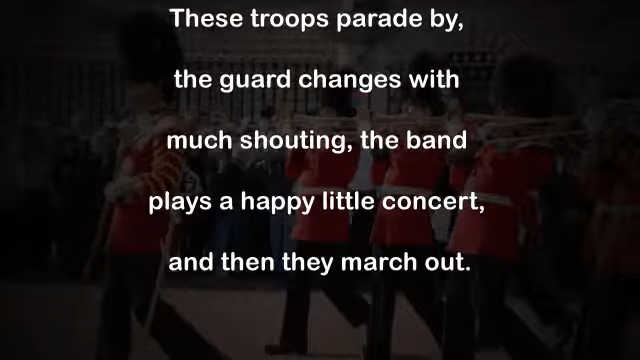 These troops parade by,
the guard changes with
much shouting, the band
plays a happy little concert,
and then they march out.